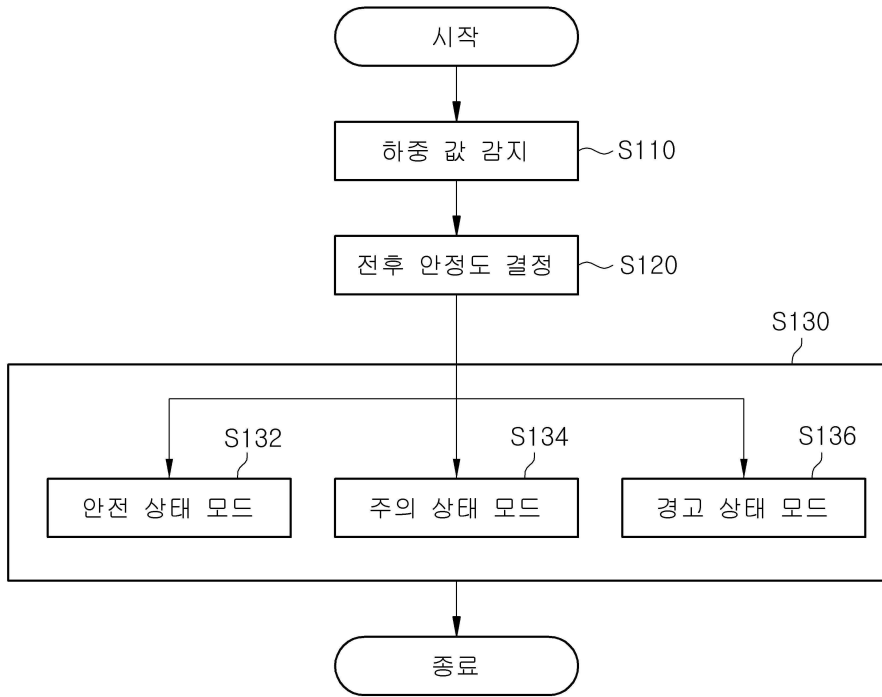 시작
하중 값 감지
S110
전후 안정도 결정
S120
S130
S132
S134
S136
안전 상태 모드
주의 상태 모드
경고 상태 모드
종료